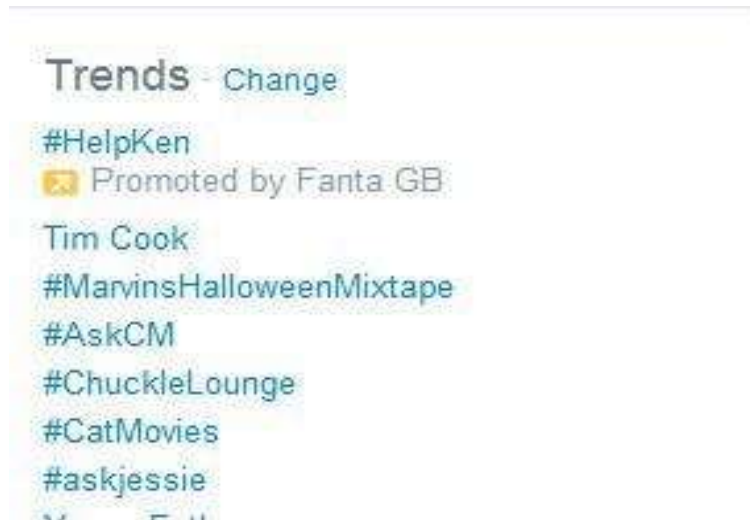 Trends · Change
#HelpKen
Promoted by Fanta GB
Tim Cook
#MarvinsHalloweenMixtape
#AskCM
#ChuckleLounge
#CatMovies
#askjessie